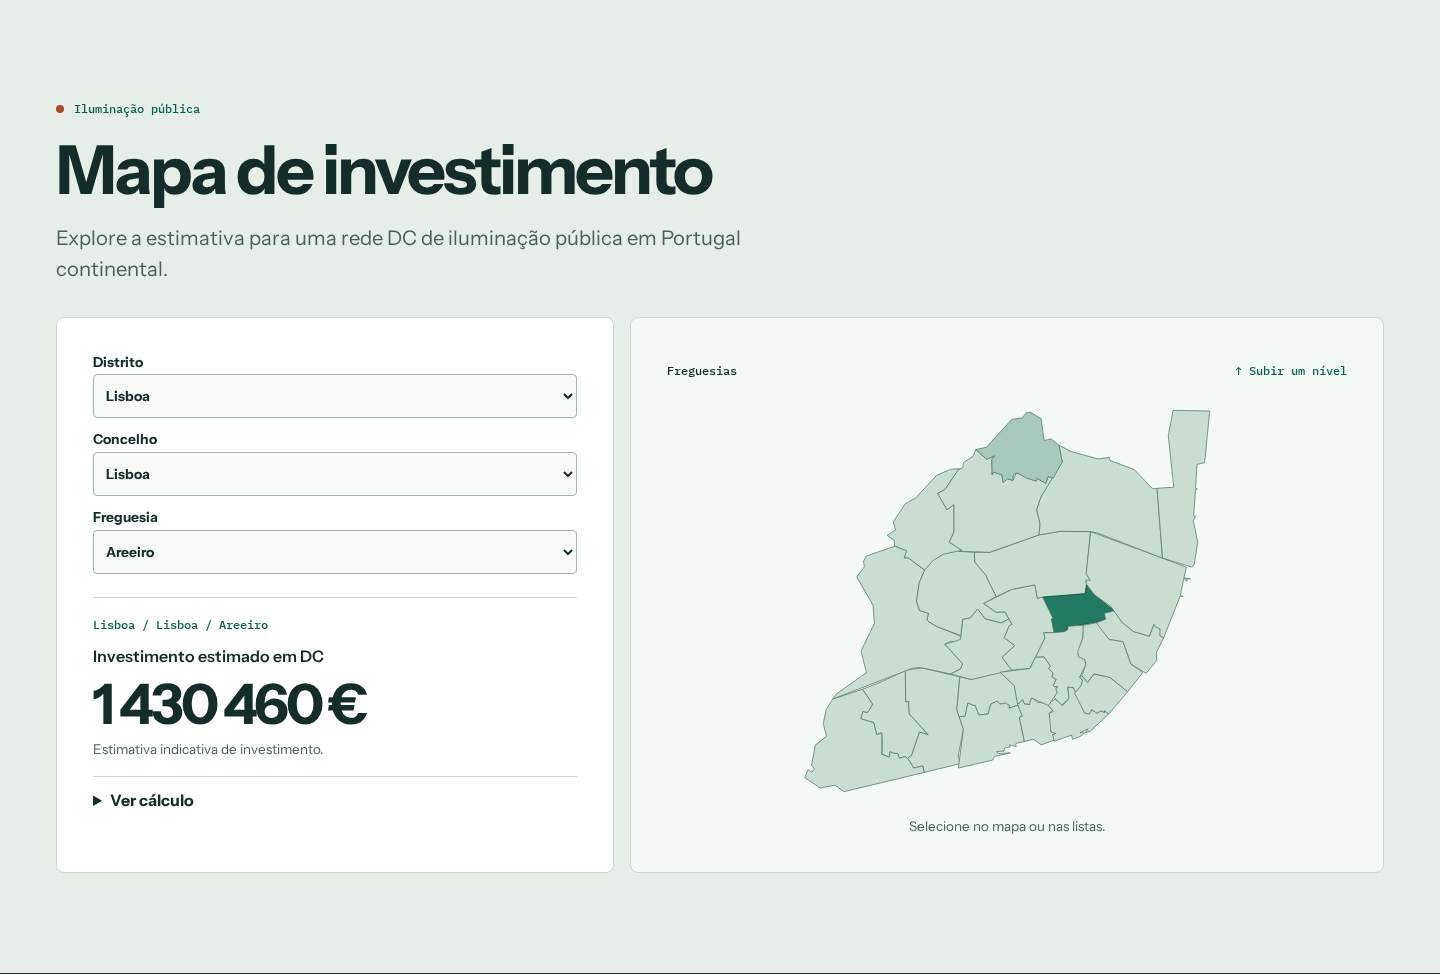 Iluminação pública
Mapa de investimento
Explore a estimativa para uma rede DC de iluminação pública em Portugal
continental.
Distrito
Lisboa
Concelho
Lisboa
Freguesia
Areeiro
Lisboa / Lisboa / Areeiro
Investimento estimado em DC
1 430 460 €
Estimativa indicativa de investimento.
Ver cálculo
Freguesias
↑ Subir um nível
Selecione no mapa ou nas listas.